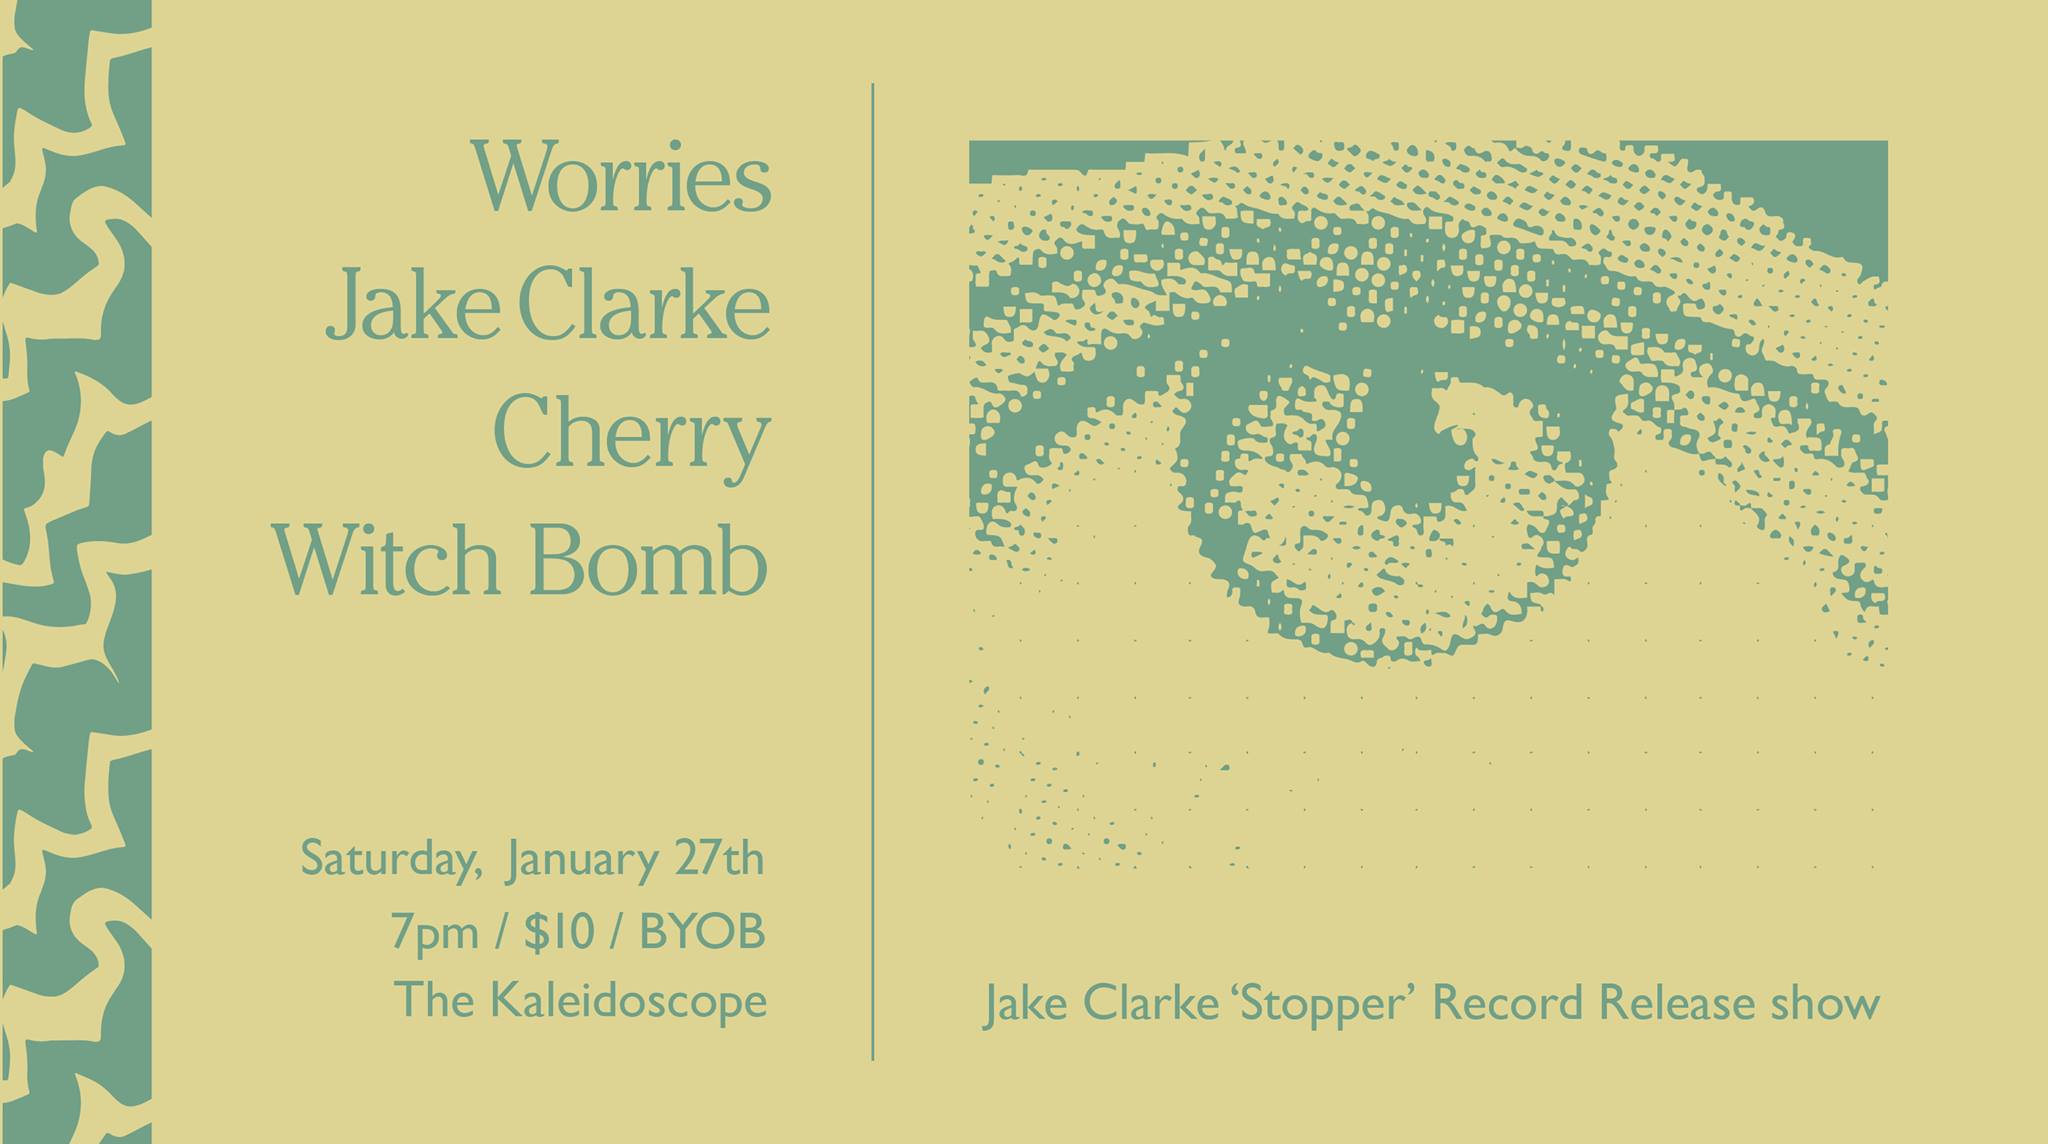 Worries
Jake Clarke
Cherry
Witch Bomb
Saturday, January 27th
7pm / $10 / BYOB
The Kaleidoscope
Jake Clarke ‘Stopper’ Record Release show